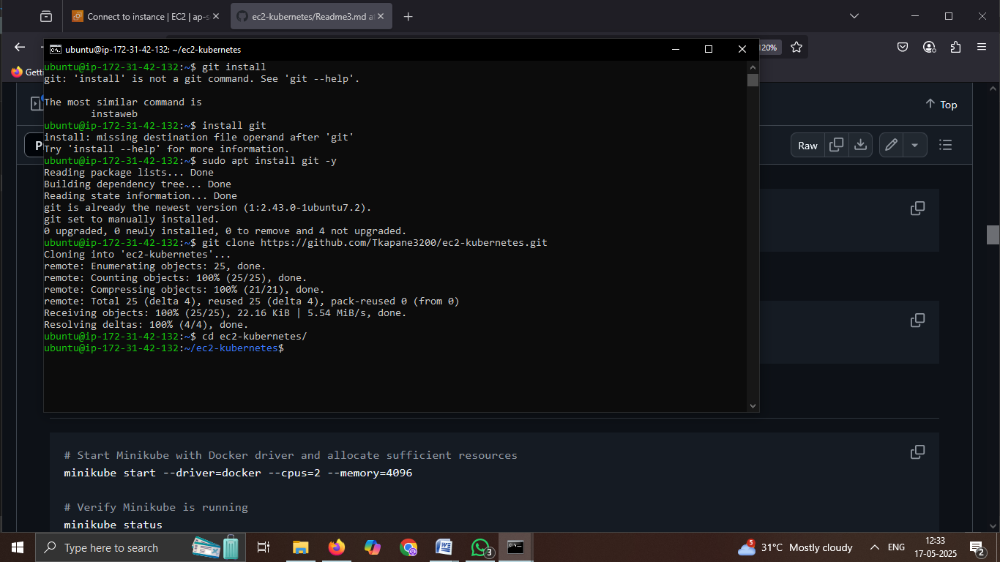 Connect to instance | EC2 | ap-s
ec2-kubernetes/Readme3.md a
120%
Getti
ubuntu@ip-172-31-42-132: ~/ec2-kubernetes
ubuntu@ip-172-31-42-132:~$ git install
git: 'install' is not a git command. See 'git --help'.
The most similar command is
instaweb
ubuntu@ip-172-31-42-132:~$ install git
install: missing destination file operand after 'git'
Try 'install --help' for more information.
ubuntu@ip-172-31-42-132:~$ sudo apt install git -y
Reading package lists... Done
Building dependency tree... Done
Reading state information... Done
git is already the newest version (1:2.43.0-1ubuntu7.2).
git set to manually installed.
0 upgraded, 0 newly installed, 0 to remove and 4 not upgraded.
ubuntu@ip-172-31-42-132:~$ git clone https://github.com/Tkapane3200/ec2-kubernetes.git
Cloning into 'ec2-kubernetes'...
remote: Enumerating objects: 25, done.
remote: Counting objects: 100% (25/25), done.
remote: Compressing objects: 100% (21/21), done.
remote: Total 25 (delta 4), reused 25 (delta 4), pack-reused 0 (from 0)
Receiving objects: 100% (25/25), 22.16 KiB | 5.54 MiB/s, done.
Resolving deltas: 100% (4/4), done.
ubuntu@ip-172-31-42-132:~$ cd ec2-kubernetes/
ubuntu@ip-172-31-42-132:~/ec2-kubernetes$
Top
P
Raw
# Start Minikube with Docker driver and allocate sufficient resources
minikube start --driver=docker --cpus=2 --memory=4096
# Verify Minikube is running
minikube status
Type here to search
3
5
31°C Mostly cloudy
ENG
12:33
17-05-2025
2